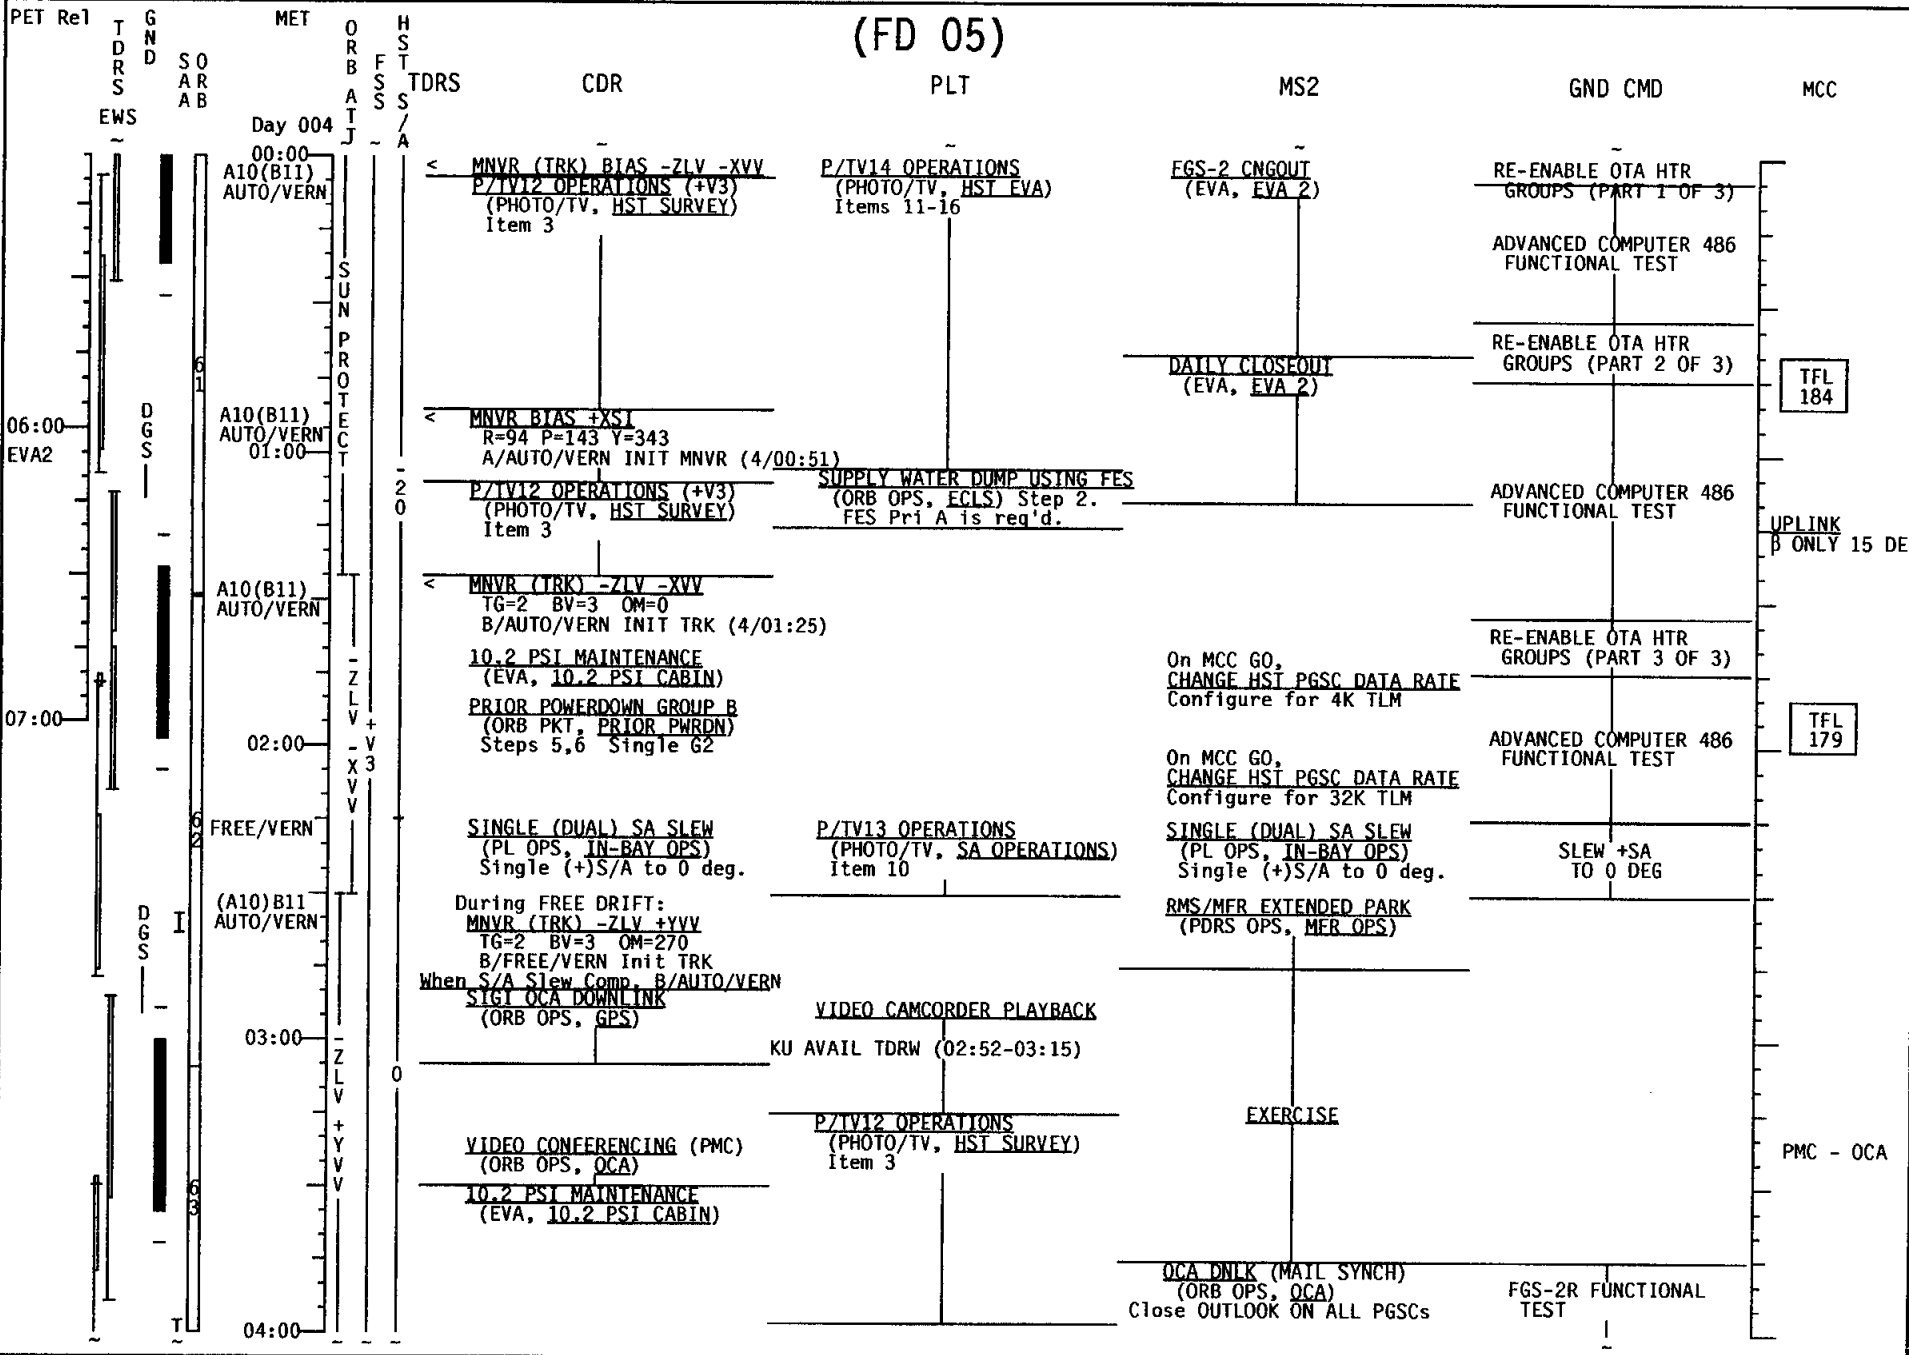 (FD 05)
PET Rel
TDRS
GND
EWS
SAA
ORB
MET
ORB ATT
FSS
HST S/A
TDRS
CDR
PLT
MS2
GND CMD
MCC
Day 004
00:00
A10(B11)
AUTO/VERN
A10(B11)
AUTO/VERN
01:00
A10(B11)
AUTO/VERN
02:00
FREE/VERN
(A10)B11
AUTO/VERN
03:00
04:00
06:00
EVA2
07:00
DGS
DGS
I
T
61
62
63
SUN PROTECT
-ZLV -XVV
-ZLV +YVV
+V3
-20
0
< MNVR (TRK) BIAS -ZLV -XVV
P/TV12 OPERATIONS (+V3)
(PHOTO/TV, HST SURVEY)
Item 3
< MNVR BIAS +XSI
R=94 P=143 Y=343
A/AUTO/VERN INIT MNVR (4/00:51)
P/TV12 OPERATIONS (+V3)
(PHOTO/TV, HST SURVEY)
Item 3
< MNVR (TRK) -ZLV -XVV
TG=2 BV=3 OM=0
B/AUTO/VERN INIT TRK (4/01:25)
10.2 PSI MAINTENANCE
(EVA, 10.2 PSI CABIN)
PRIOR POWERDOWN GROUP B
(ORB PKT, PRIOR PWRDN)
Steps 5,6 Single G2
SINGLE (DUAL) SA SLEW
(PL OPS, IN-BAY OPS)
Single (+)S/A to 0 deg.
During FREE DRIFT:
MNVR (TRK) -ZLV +YVV
TG=2 BV=3 OM=270
B/FREE/VERN Init TRK
When S/A Slew Comp, B/AUTO/VERN
SIGI OCA DOWNLINK
(ORB OPS, GPS)
VIDEO CONFERENCING (PMC)
(ORB OPS, OCA)
10.2 PSI MAINTENANCE
(EVA, 10.2 PSI CABIN)
P/TV14 OPERATIONS
(PHOTO/TV, HST EVA)
Items 11-16
SUPPLY WATER DUMP USING FES
(ORB OPS, ECLS) Step 2.
FES Pri A is req'd.
P/TV13 OPERATIONS
(PHOTO/TV, SA OPERATIONS)
Item 10
VIDEO CAMCORDER PLAYBACK
KU AVAIL TDRW (02:52-03:15)
P/TV12 OPERATIONS
(PHOTO/TV, HST SURVEY)
Item 3
FGS-2 CNGOUT
(EVA, EVA 2)
DAILY CLOSEOUT
(EVA, EVA 2)
On MCC GO,
CHANGE HST PGSC DATA RATE
Configure for 4K TLM
On MCC GO,
CHANGE HST PGSC DATA RATE
Configure for 32K TLM
SINGLE (DUAL) SA SLEW
(PL OPS, IN-BAY OPS)
Single (+)S/A to 0 deg.
RMS/MFR EXTENDED PARK
(PDRS OPS, MFR OPS)
EXERCISE
OCA DNLK (MAIL SYNCH)
(ORB OPS, OCA)
Close OUTLOOK ON ALL PGSCs
RE-ENABLE OTA HTR
GROUPS (PART 1 OF 3)
ADVANCED COMPUTER 486
FUNCTIONAL TEST
RE-ENABLE OTA HTR
GROUPS (PART 2 OF 3)
ADVANCED COMPUTER 486
FUNCTIONAL TEST
RE-ENABLE OTA HTR
GROUPS (PART 3 OF 3)
ADVANCED COMPUTER 486
FUNCTIONAL TEST
SLEW +SA
TO 0 DEG
FGS-2R FUNCTIONAL
TEST
TFL
184
UPLINK
β ONLY 15 DE
TFL
179
PMC - OCA